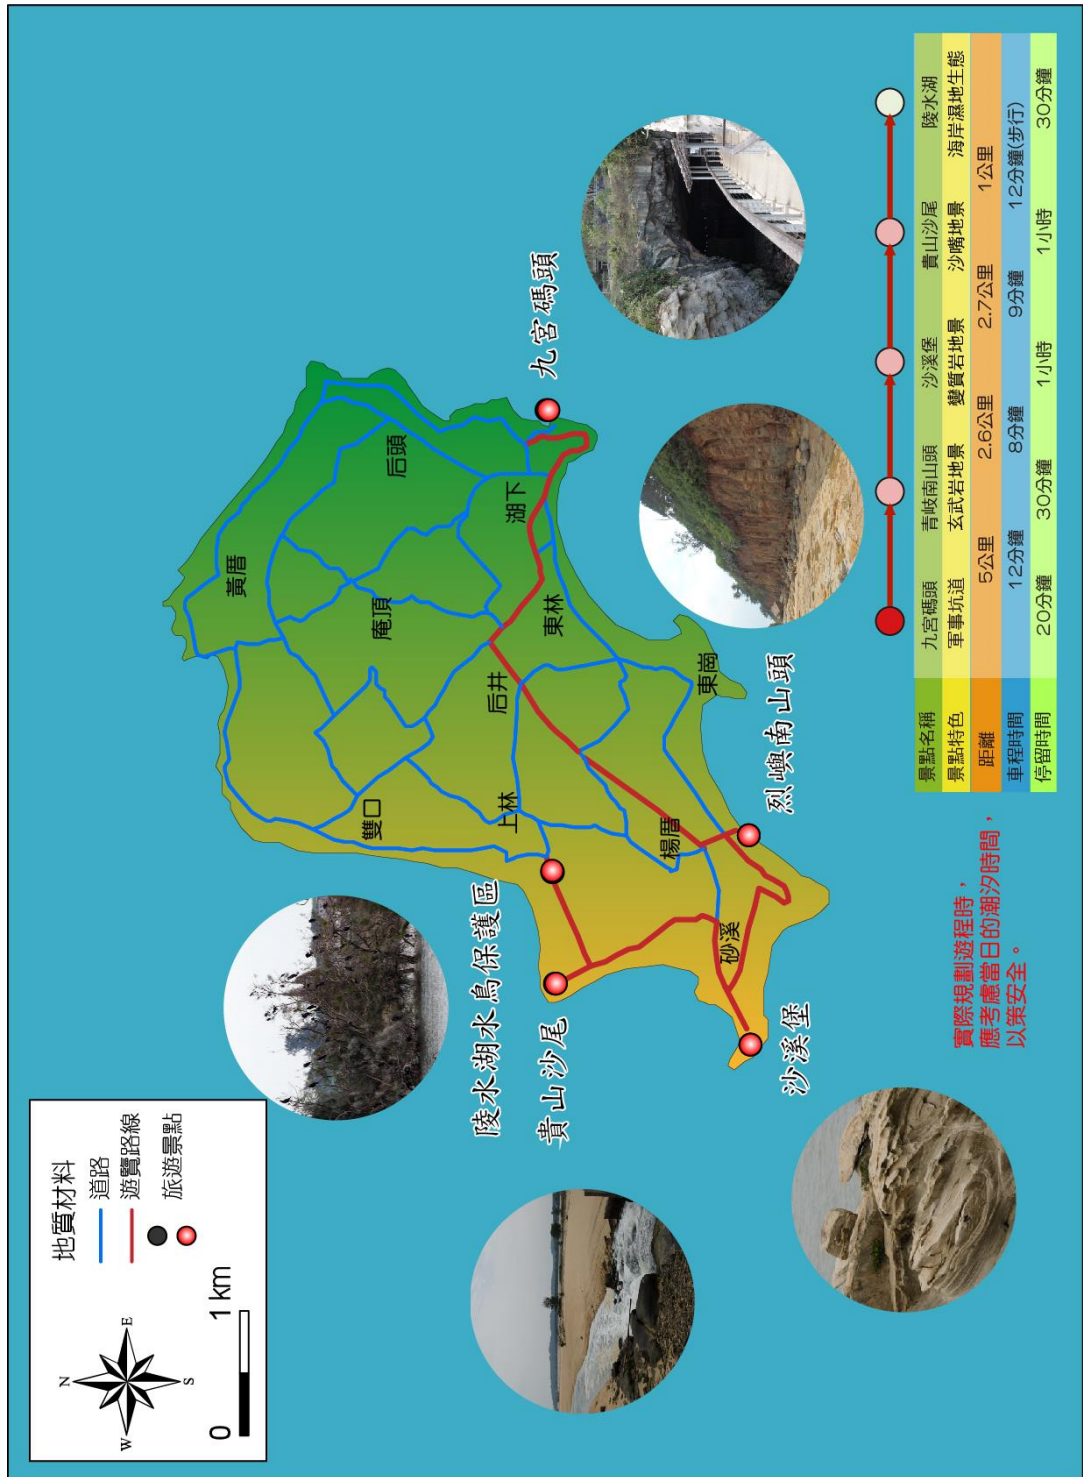 N
W
E
S
0
1 km
地質材料
道路
遊覽路線
旅遊景點
黃厝
后頭
雙口
庵頂
湖下
九宮碼頭
上林
后井
東林
陵水湖水鳥保護區
貴山沙尾
楊厝
東崗
砂溪
烈嶼南山頭
沙溪堡
實際規劃遊程時，
應考慮當日的潮汐時間，
以策安全。
景點名稱 九宮碼頭 青岐南山頭 沙溪堡 貴山沙尾 陵水湖
景點特色 軍事坑道 玄武岩地景 變質岩地景 沙嘴地景 海岸濕地生態
距離 5公里 2.6公里 2.7公里 1公里
車程時間 12分鐘 8分鐘 9分鐘 12分鐘(步行)
停留時間 20分鐘 30分鐘 1小時 1小時 30分鐘